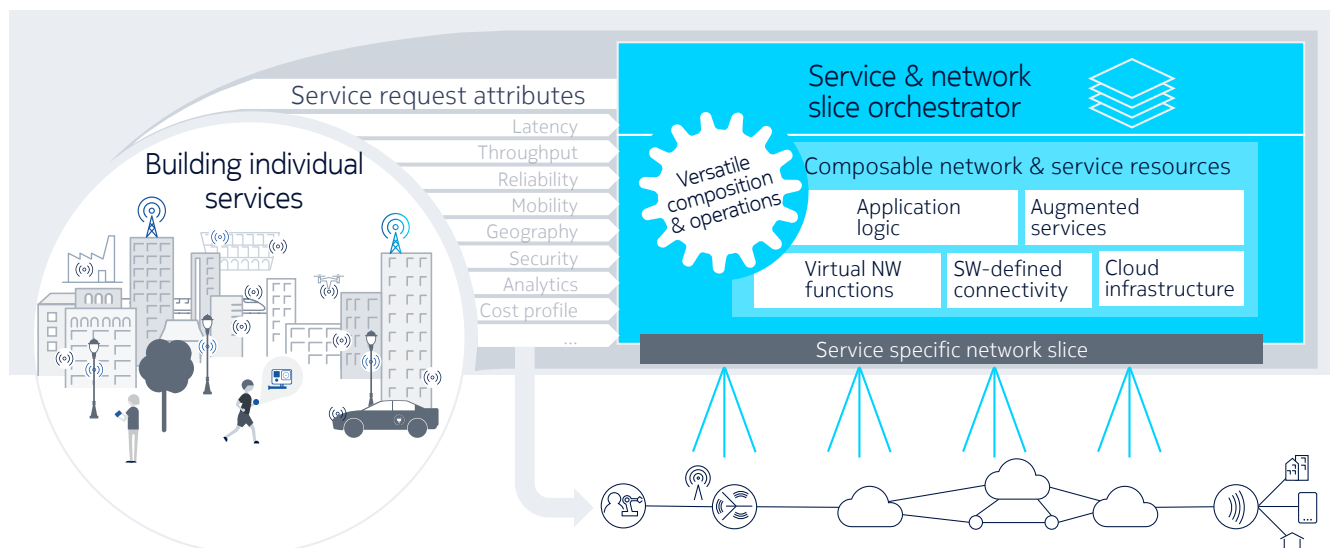 Building individual
services
Service request attributes
Latency
Throughput
Reliability
Mobility
Geography
Security
Analytics
Cost profile
...
Service & network
slice orchestrator
Versatile
composition
& operations
Composable network & service resources
Application
logic
Augmented
services
Virtual NW
functions
SW-defined
connectivity
Cloud
infrastructure
Service specific network slice